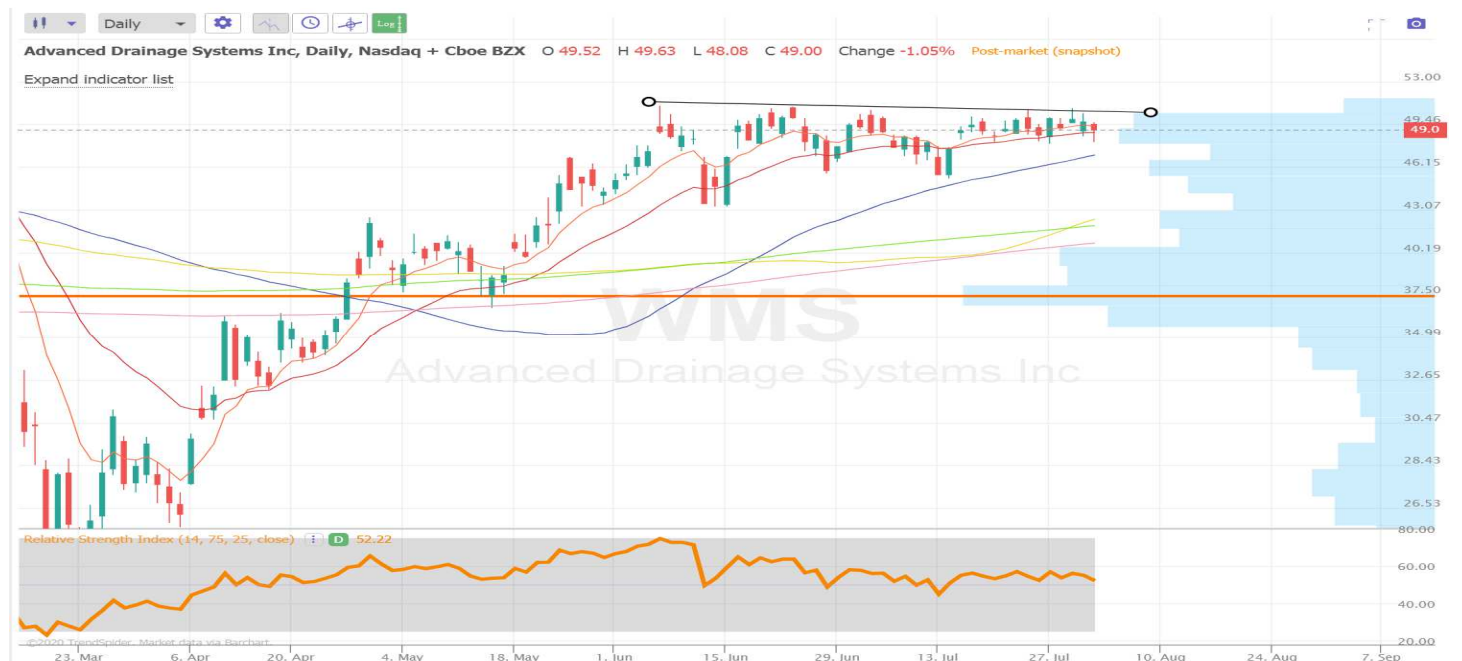 Daily
Log
Advanced Drainage Systems Inc, Daily, Nasdaq + Cboe BZX O 49.52 H 49.63 L 48.08 C 49.00 Change -1.05% Post-market (snapshot)
Expand indicator list
53.00
49.46
49.0
46.15
43.07
40.19
37.50
34.99
32.65
30.47
28.43
26.53
WMS
Advanced Drainage Systems Inc
80.00
Relative Strength Index (14, 75, 25, close) D 52.22
60.00
40.00
20.00
©2020 TrendSpider. Market data via Barchart.
23. Mar 6. Apr 20. Apr 4. May 18. May 1. Jun 15. Jun 29. Jun 13. Jul 27. Jul 10. Aug 24. Aug 7. Sep